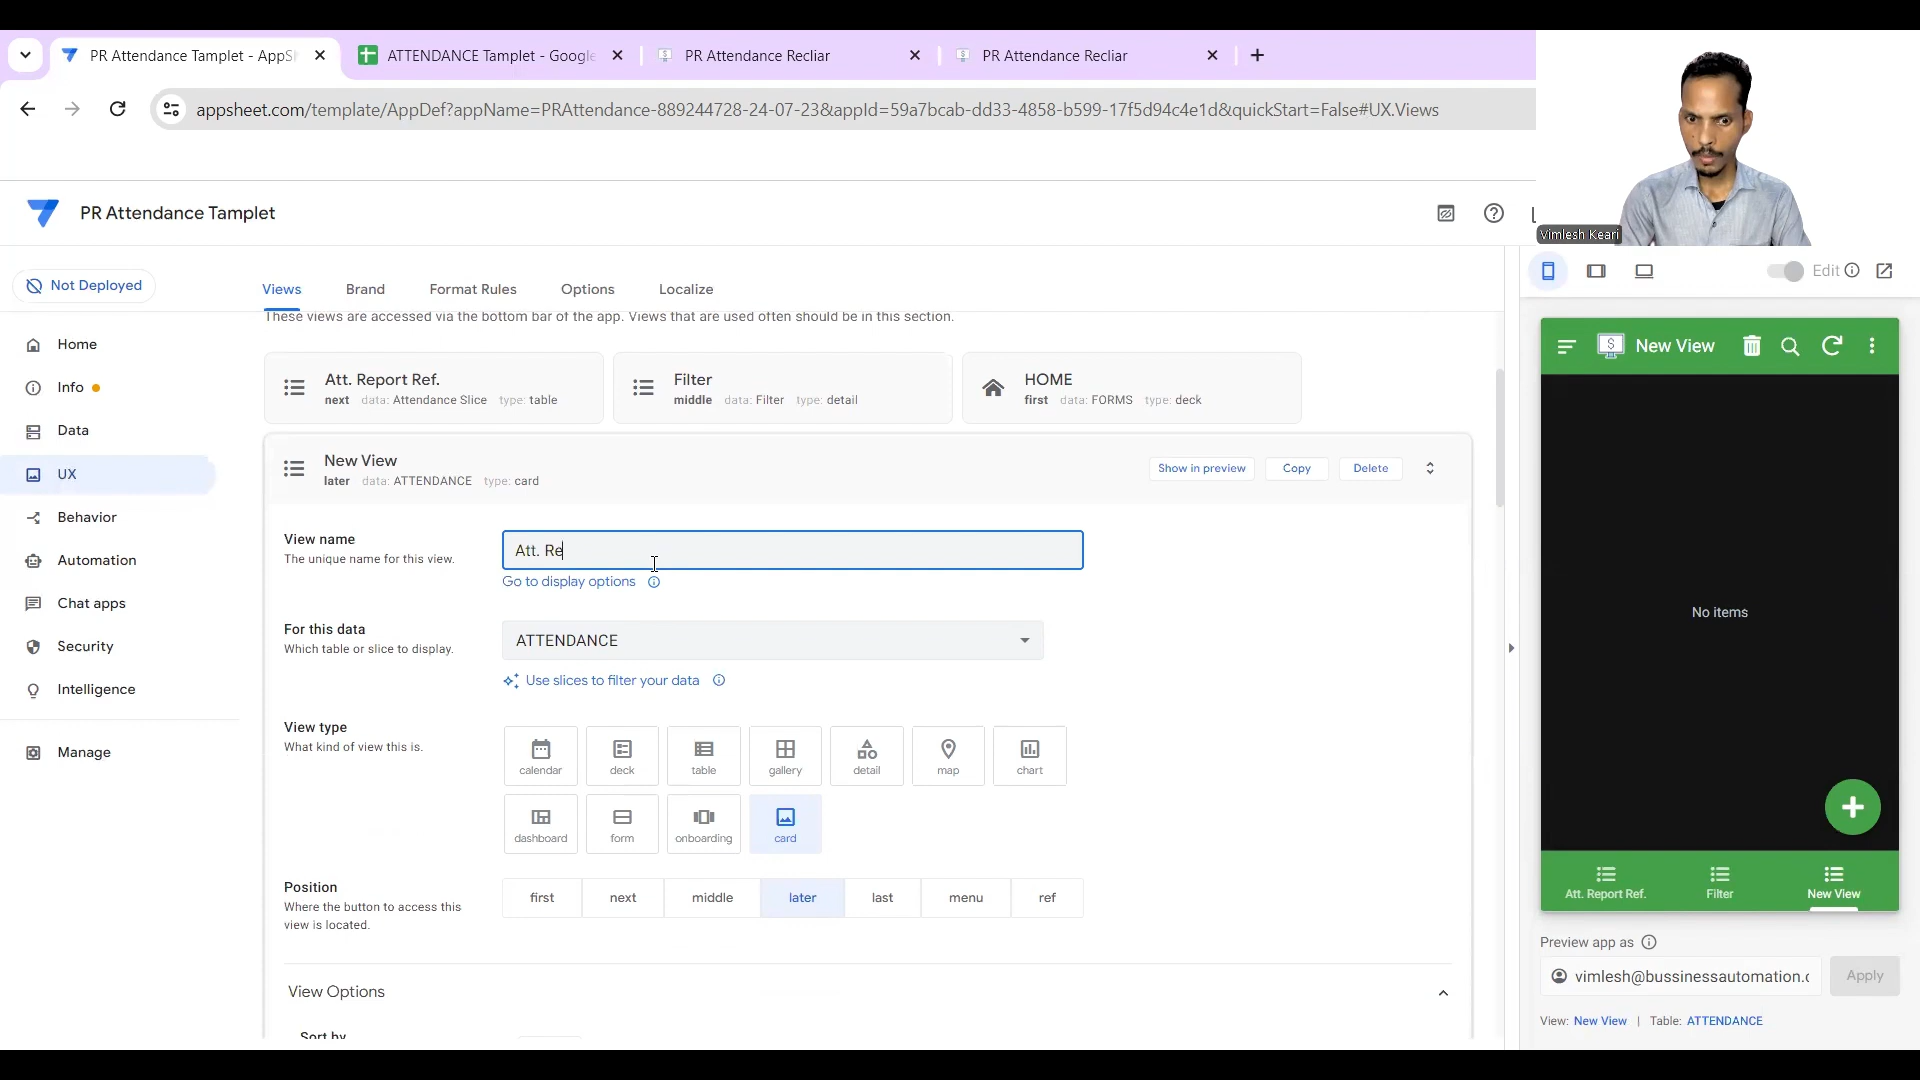 PR Attendance Tamplet - AppSh
ATTENDANCE Tamplet - Google
PR Attendance Recliar
PR Attendance Recliar
appsheet.com/template/AppDef?appName=PRAttendance-889244728-24-07-23&appId=59a7bcab-dd33-4858-b599-17f5d94c4e1d&quickStart=False#UX.Views
PR Attendance Tamplet
Vimlesh Keari
Not Deployed
Home
Info
Data
UX
Behavior
Automation
Chat apps
Security
Intelligence
Manage
Views
Brand
Format Rules
Options
Localize
These views are accessed via the bottom bar of the app. Views that are used often should be in this section.
Att. Report Ref.
next data: Attendance Slice type: table
Filter
middle data: Filter type: detail
HOME
first data: FORMS type: deck
New View
later data: ATTENDANCE type: card
Show in preview
Copy
Delete
View name
The unique name for this view.
Att. Re
Go to display options
For this data
Which table or slice to display.
ATTENDANCE
Use slices to filter your data
View type
What kind of view this is.
calendar
deck
table
gallery
detail
map
chart
dashboard
form
onboarding
card
Position
Where the button to access this
view is located.
first
next
middle
later
last
menu
ref
View Options
Sort by
Edit
$
New View
No items
Att. Report Ref.
Filter
New View
Preview app as
vimlesh@bussinessautomation.c
Apply
View: New View | Table: ATTENDANCE